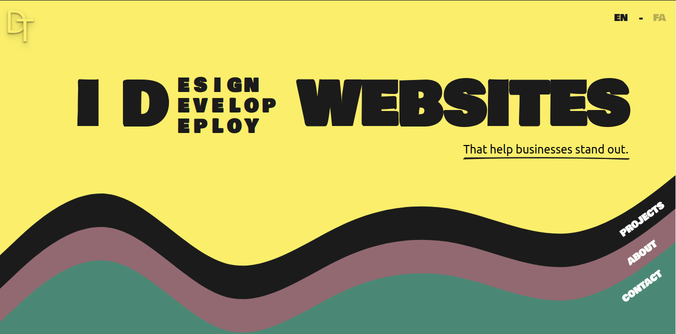 DT
EN - FA
I D ESIGN EVELOP EPLOY WEBSITES
That help businesses stand out.
PROJECTS
ABOUT
CONTACT